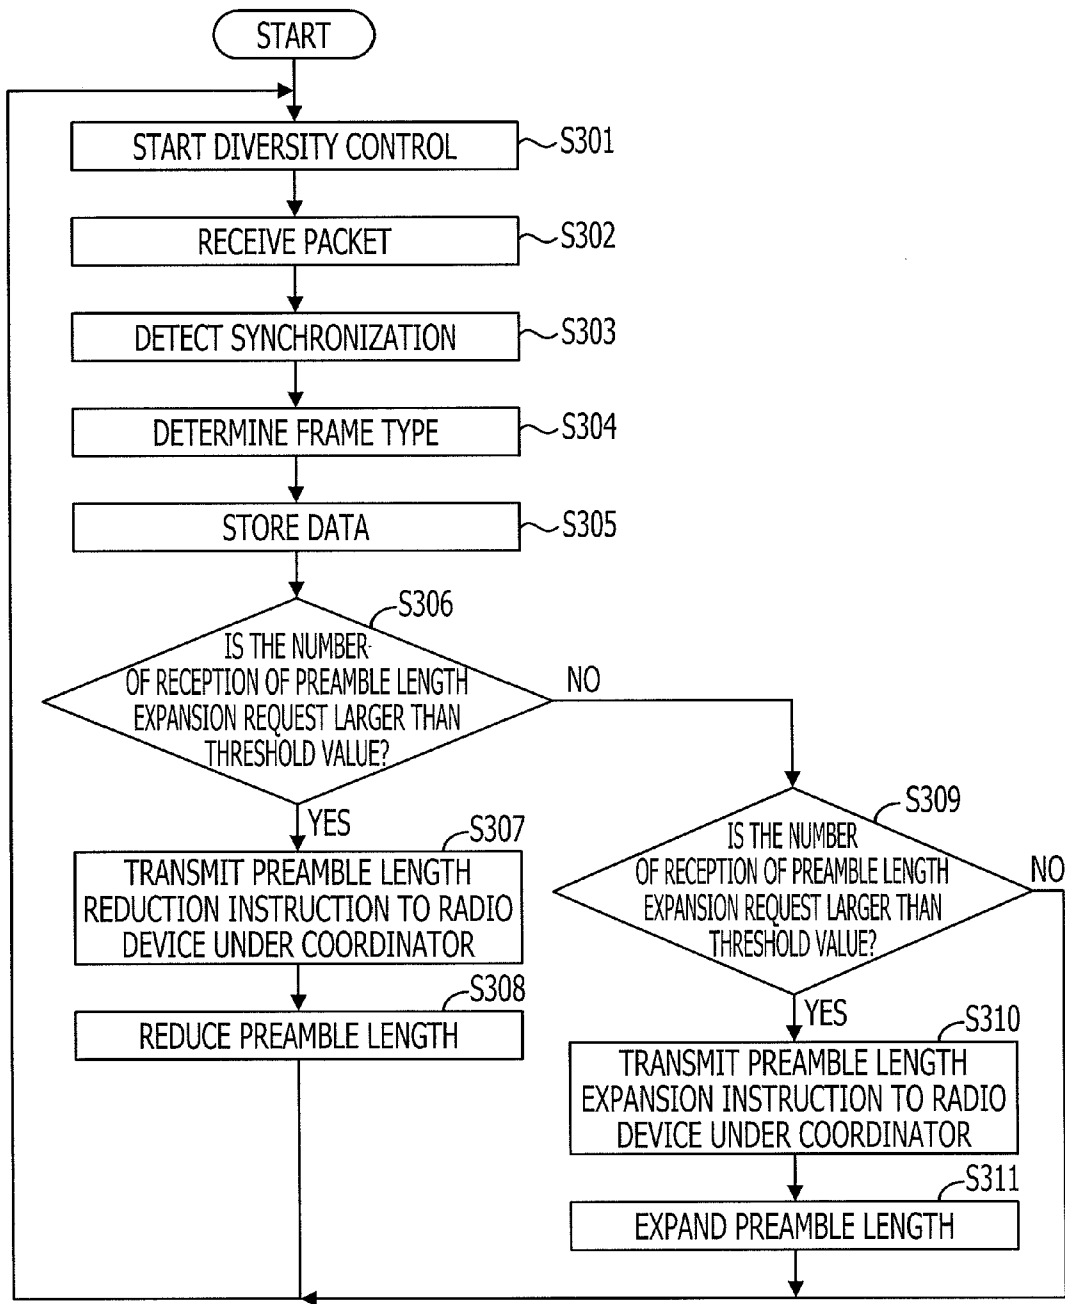 START
START DIVERSITY CONTROL
S301
RECEIVE PACKET
S302
DETECT SYNCHRONIZATION
S303
DETERMINE FRAME TYPE
S304
STORE DATA
S305
S306
IS THE NUMBER
OF RECEPTION OF PREAMBLE LENGTH
EXPANSION REQUEST LARGER THAN
THRESHOLD VALUE?
NO
YES
S307
TRANSMIT PREAMBLE LENGTH
REDUCTION INSTRUCTION TO RADIO
DEVICE UNDER COORDINATOR
S308
REDUCE PREAMBLE LENGTH
S309
IS THE NUMBER
OF RECEPTION OF PREAMBLE LENGTH
EXPANSION REQUEST LARGER THAN
THRESHOLD VALUE?
NO
YES
S310
TRANSMIT PREAMBLE LENGTH
EXPANSION INSTRUCTION TO RADIO
DEVICE UNDER COORDINATOR
S311
EXPAND PREAMBLE LENGTH